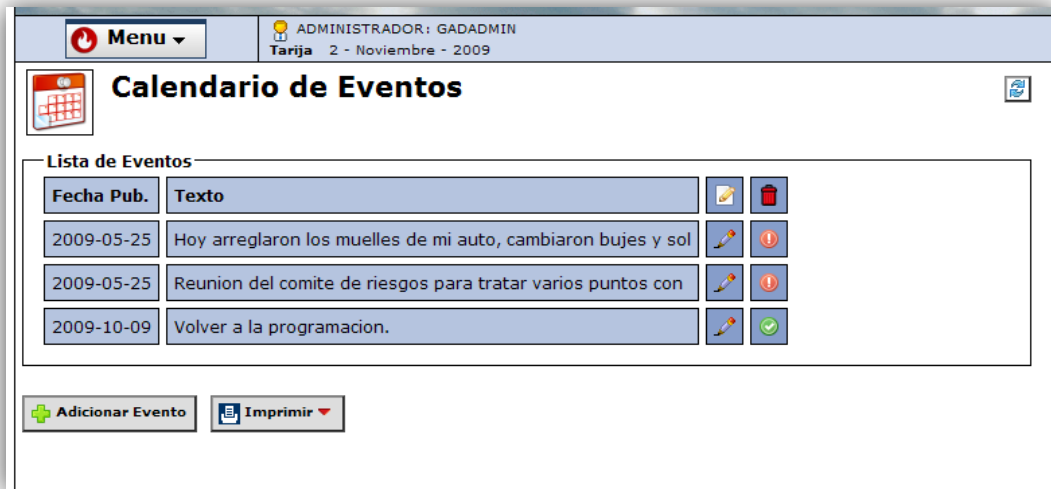 Menu
ADMINISTRADOR: GADADMIN
Tarija 2 - Noviembre - 2009
Calendario de Eventos
Lista de Eventos
Fecha Pub. Texto
2009-05-25 Hoy arreglaron los muelles de mi auto, cambiaron bujes y sol
2009-05-25 Reunion del comite de riesgos para tratar varios puntos con
2009-10-09 Volver a la programacion.
Adicionar Evento Imprimir